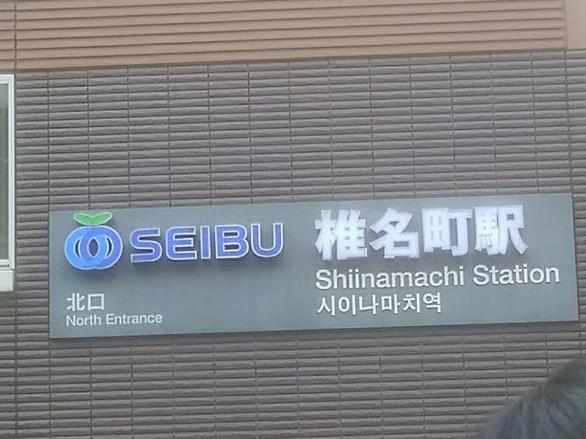 SEIBU
北口
North Entrance
椎名町駅
Shiinamachi Station
시이나마치역